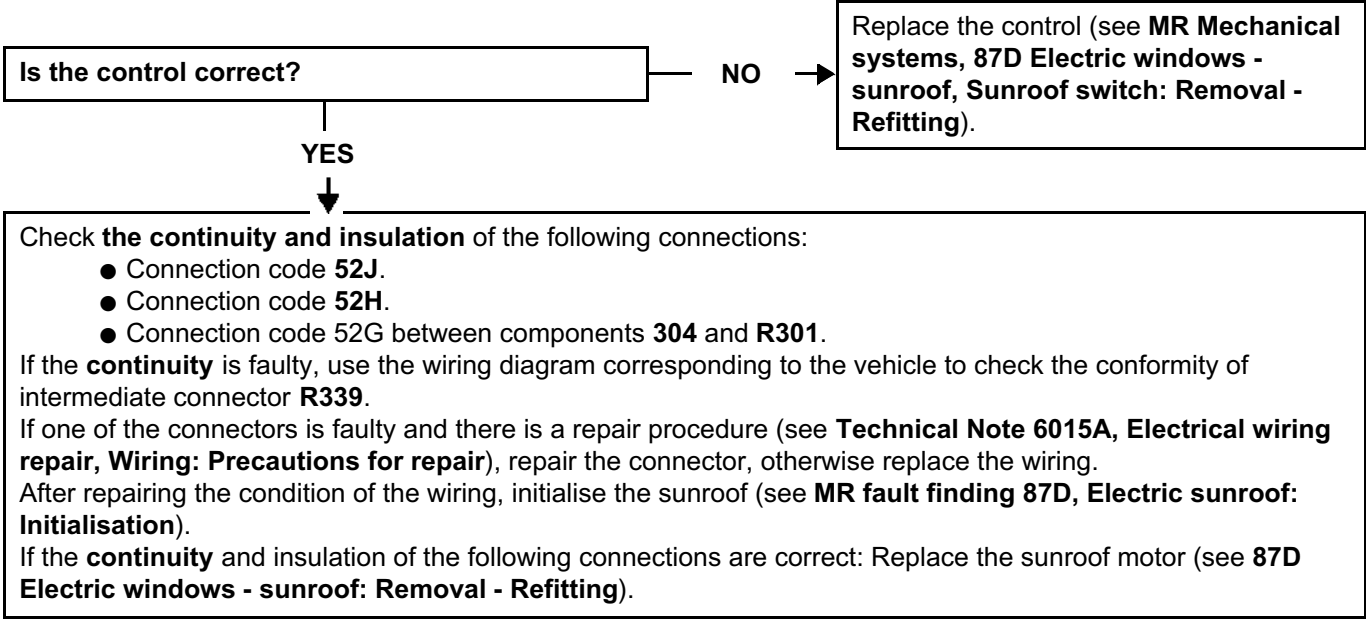 Is the control correct?
NO
Replace the control (see MR Mechanical
systems, 87D Electric windows -
sunroof, Sunroof switch: Removal -
Refitting).
YES
Check the continuity and insulation of the following connections:
● Connection code 52J.
● Connection code 52H.
● Connection code 52G between components 304 and R301.
If the continuity is faulty, use the wiring diagram corresponding to the vehicle to check the conformity of
intermediate connector R339.
If one of the connectors is faulty and there is a repair procedure (see Technical Note 6015A, Electrical wiring
repair, Wiring: Precautions for repair), repair the connector, otherwise replace the wiring.
After repairing the condition of the wiring, initialise the sunroof (see MR fault finding 87D, Electric sunroof:
Initialisation).
If the continuity and insulation of the following connections are correct: Replace the sunroof motor (see 87D
Electric windows - sunroof: Removal - Refitting).